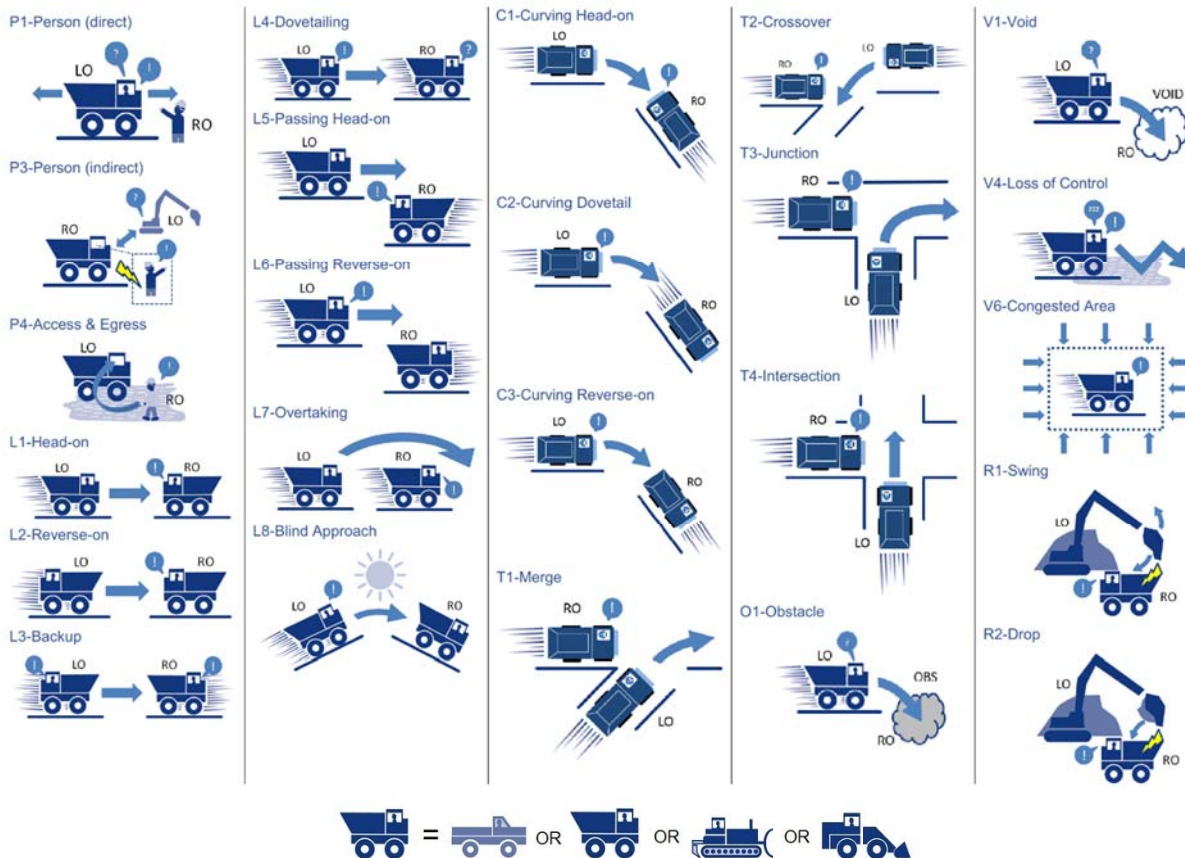 P1-Person (direct)
?
!
LO
RO
P3-Person (indirect)
?
LO
RO
!
P4-Access & Egress
LO
!
RO
L1-Head-on
LO
!
RO
L2-Reverse-on
LO
!
RO
L3-Backup
!
LO
RO
!
L4-Dovetailing
LO
!
RO
?
L5-Passing Head-on
LO
!
RO
L6-Passing Reverse-on
LO
!
RO
L7-Overtaking
LO
RO
!
L8-Blind Approach
LO
!
RO
C1-Curving Head-on
LO
!
RO
C2-Curving Dovetail
LO
!
RO
C3-Curving Reverse-on
LO
!
RO
T1-Merge
RO
!
LO
T2-Crossover
RO
!
LO
T3-Junction
RO
!
LO
T4-Intersection
RO
!
LO
O1-Obstacle
LO
OBS
RO
V1-Void
LO
?
VOID
RO
V4-Loss of Control
LO
???
!
V6-Congested Area
!
R1-Swing
LO
!
RO
R2-Drop
LO
!
RO
= OR OR OR